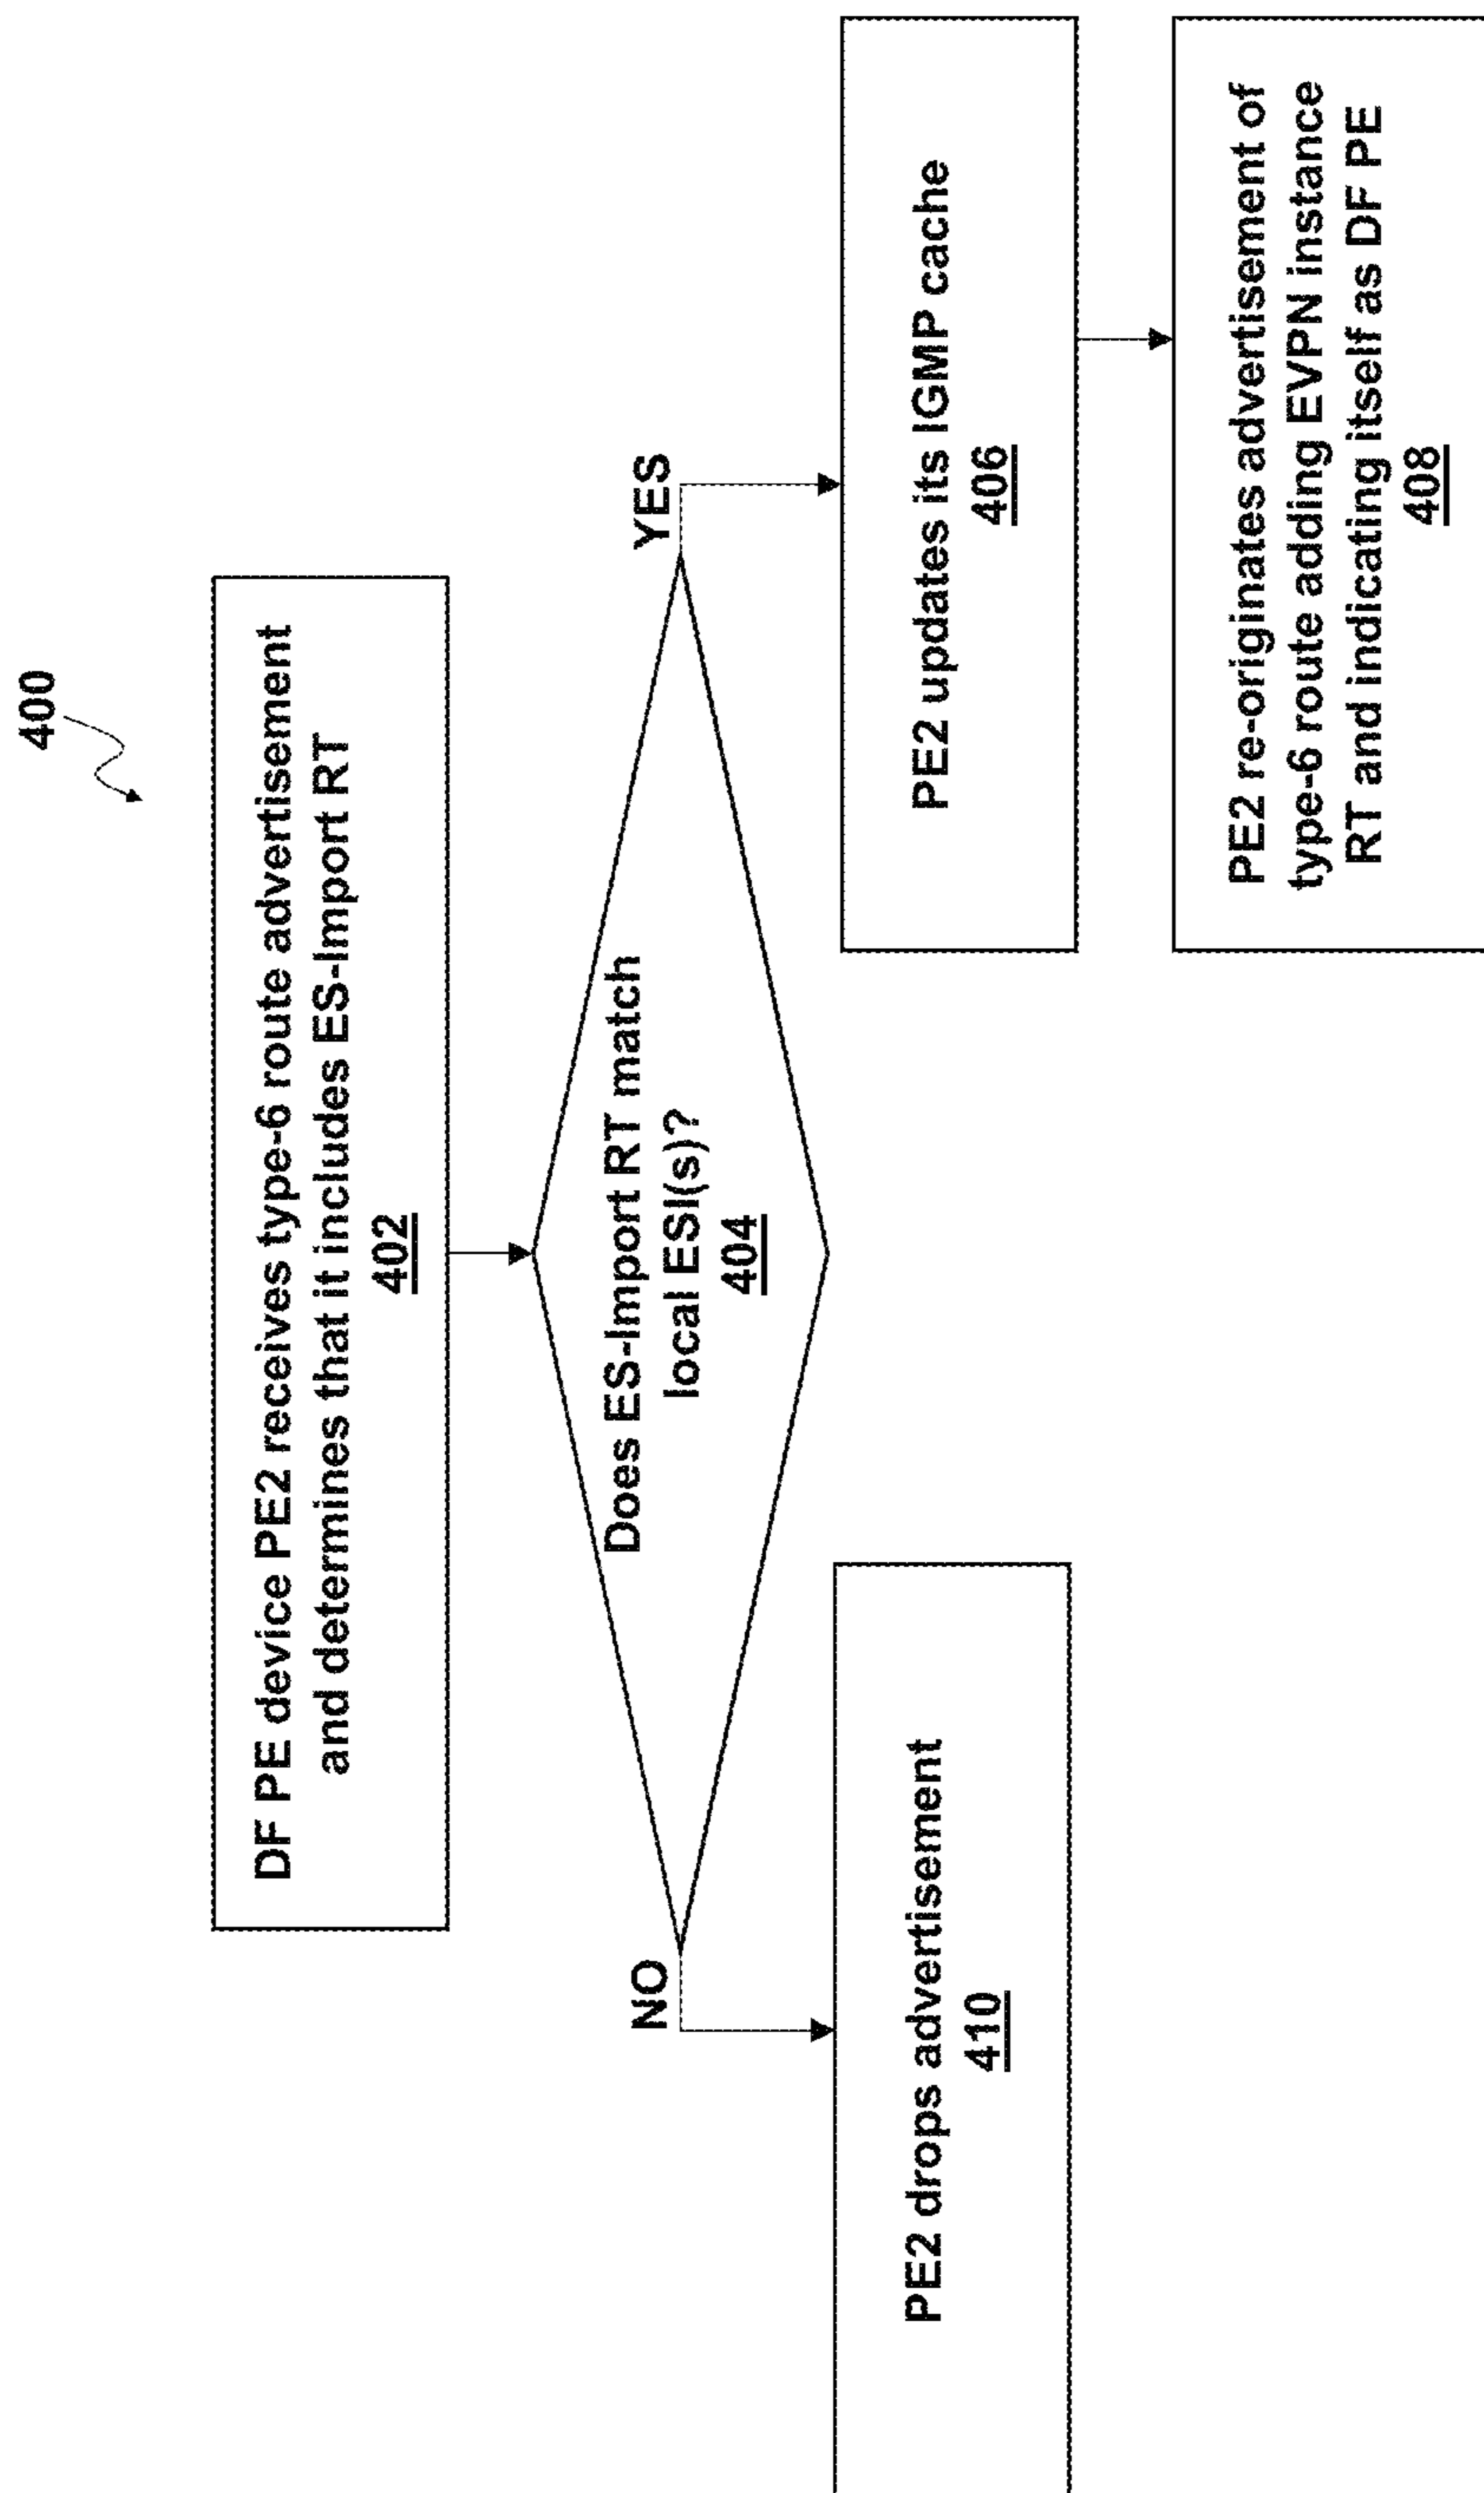 400
DF PE device PE2 receives type-6 route advertisement
and determines that it includes ES-Import RT
402
Does ES-Import RT match
local ESI(s)?
404
NO
YES
PE2 drops advertisement
410
PE2 updates its IGMP cache
406
PE2 re-originates advertisement of
type-6 route adding EVPN instance
RT and indicating itself as DF PE
408